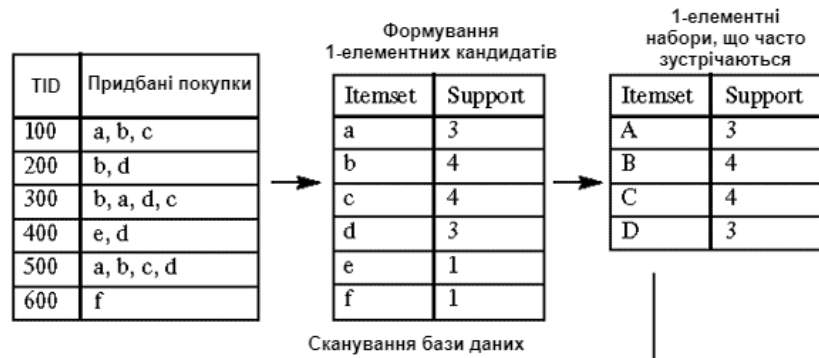 Формування
1-елементних кандидатів
1-елементні
набори, що часто
зустрічаються
TID Придбані покупки
100 a, b, c
200 b, d
300 b, a, d, c
400 e, d
500 a, b, c, d
600 f
Itemset Support
a 3
b 4
c 4
d 3
e 1
f 1
Itemset Support
A 3
B 4
C 4
D 3
Сканування бази даних